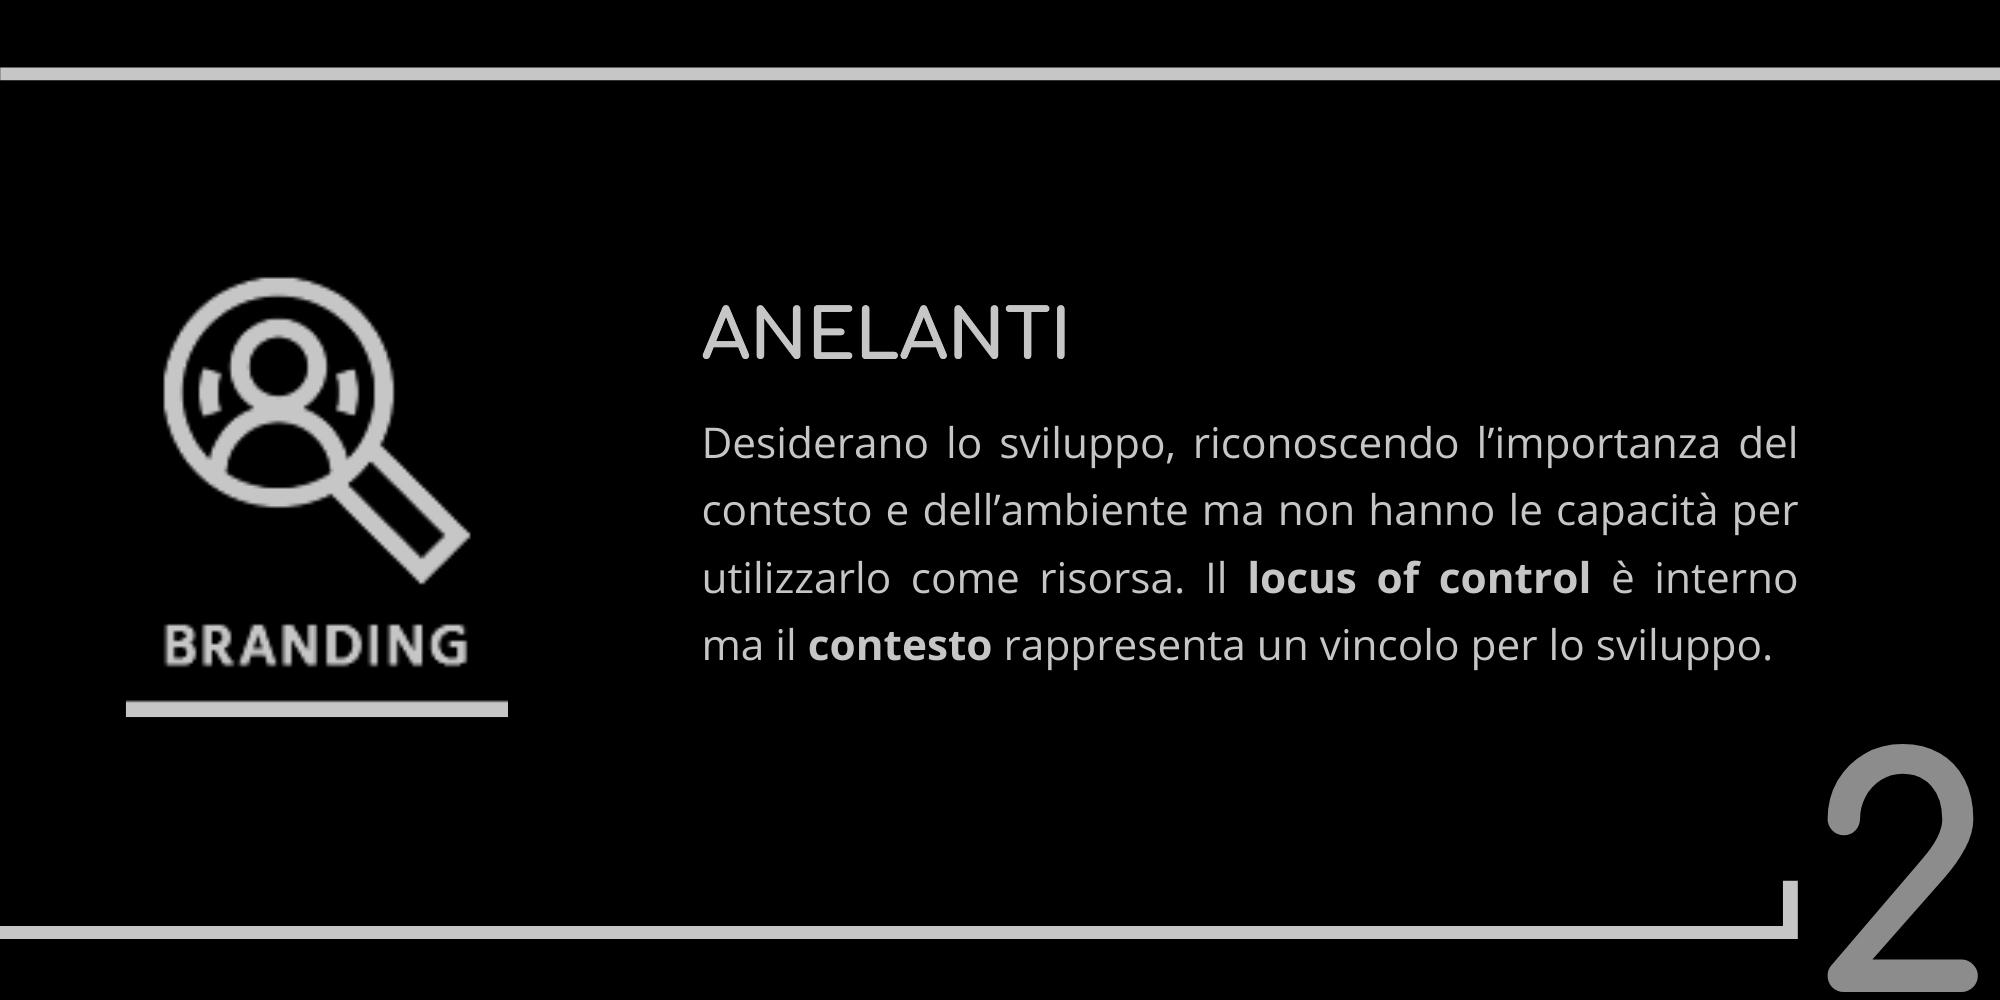 BRANDING
ANELANTI
Desiderano lo sviluppo, riconoscendo l’importanza del
contesto e dell’ambiente ma non hanno le capacità per
utilizzarlo come risorsa. Il locus of control è interno
ma il contesto rappresenta un vincolo per lo sviluppo.
2